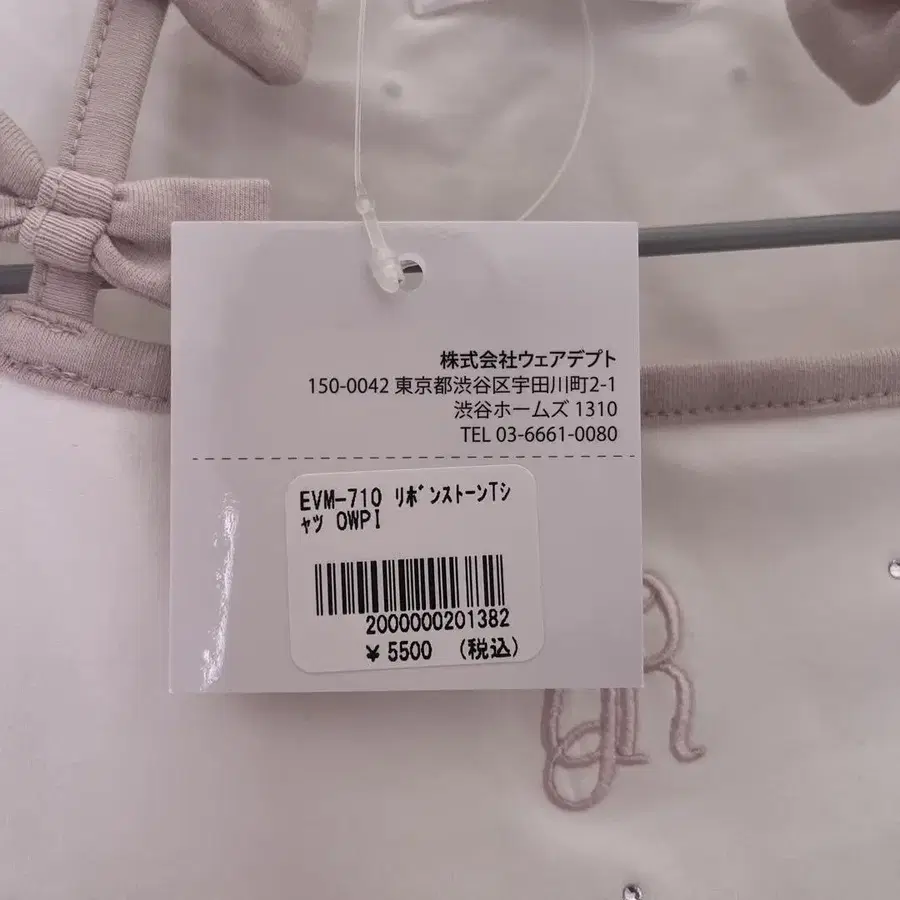 株式会社ウェアデプト
150-0042 東京都渋谷区宇田川町2-1
渋谷ホームズ 1310
TEL 03-6661-0080
EVM-710 リボンストーンTシ
ャツ OWPI
2000000201382
¥5500 (税込)